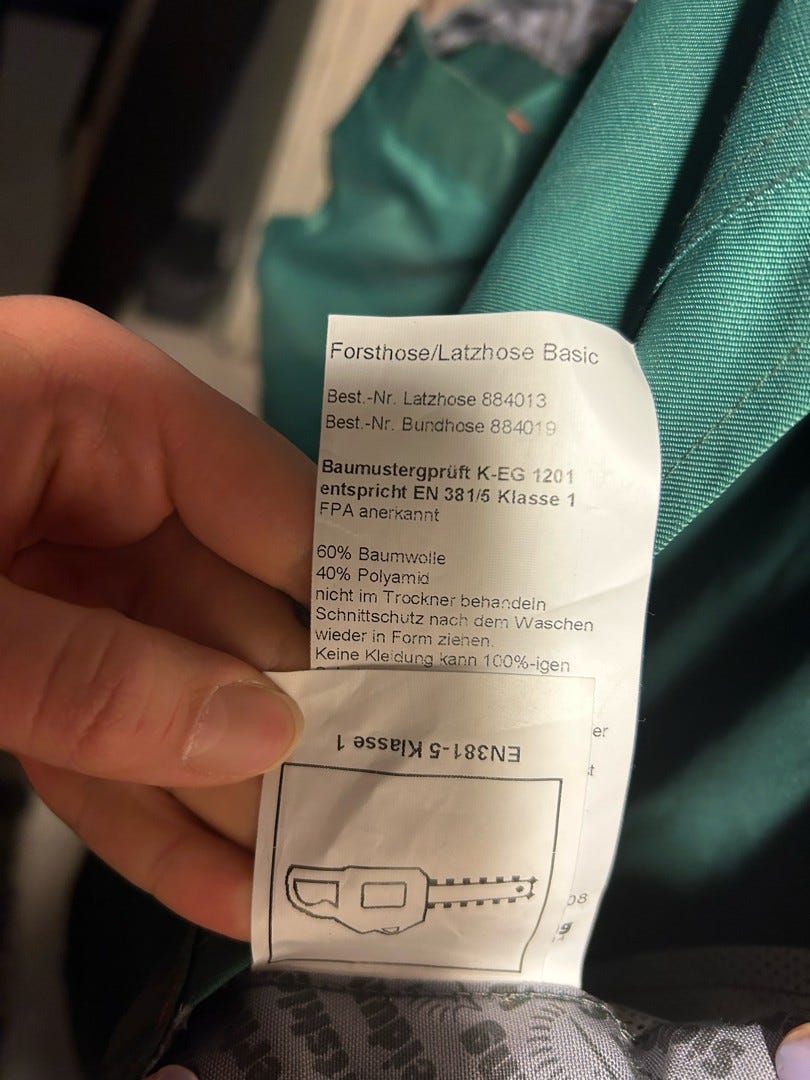 Forsthose/Latzhose Basic
Best.-Nr. Latzhose 884013
Best.-Nr. Bundhose 884019
Baumustergprüft K-EG 1201
entspricht EN 381/5 Klasse 1
FPA anerkannt
60% Baumwolle
40% Polyamid
nicht im Trockner behandeln
Schnittschutz nach dem Waschen
wieder in Form ziehen.
Keine Kleidung kann 100%-igen
EN381-5 Klasse 1